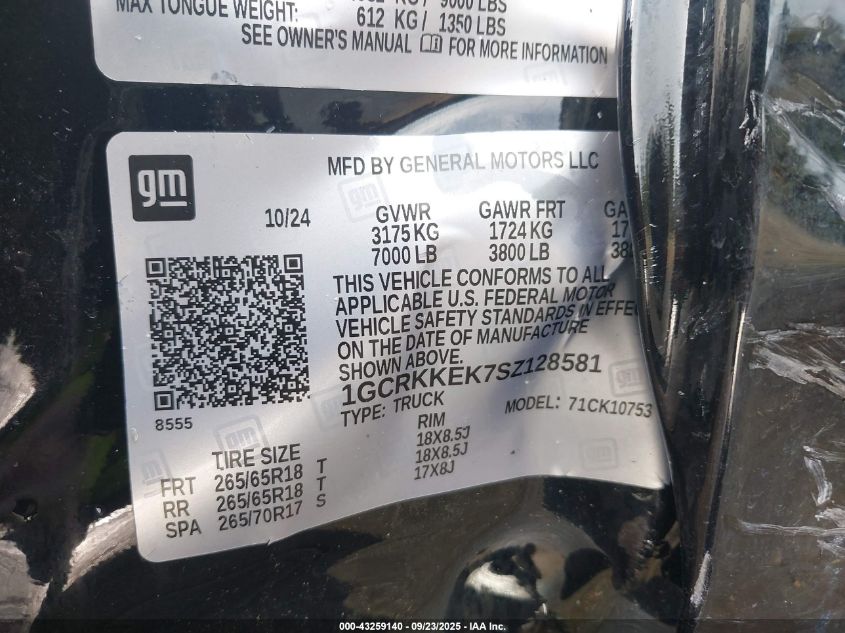 MAX TONGUE WEIGHT: 612 KG / 1350 LBS
SEE OWNER'S MANUAL FOR MORE INFORMATION
gm
MFD BY GENERAL MOTORS LLC
10/24 GVWR GAWR FRT GA
3175 KG 1724 KG 17
7000 LB 3800 LB 38
THIS VEHICLE CONFORMS TO ALL
APPLICABLE U.S. FEDERAL MOTOR
VEHICLE SAFETY STANDARDS IN EFFEC
ON THE DATE OF MANUFACTURE
SHOWN ABOVE.
1GCRKKEK7SZ128581
8555
TYPE: TRUCK MODEL: 71CK10753
TIRE SIZE RIM
FRT 265/65R18 T 18X8.5J
RR 265/65R18 T 18X8.5J
SPA 265/70R17 S 17X8J
000-43259140 - 09/23/2025 - IAA Inc.